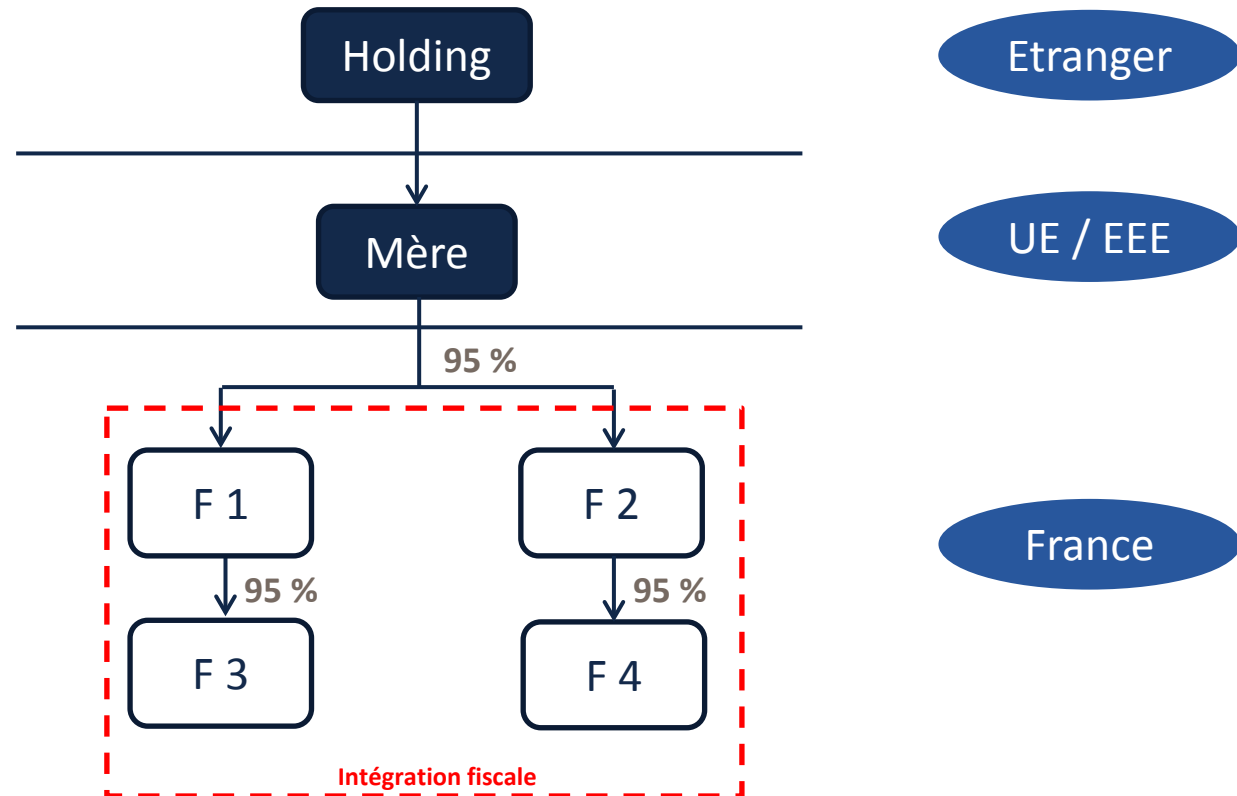 Holding
Etranger
Mère
UE / EEE
95 %
F 1
F 2
France
95 %
95 %
F 3
F 4
Intégration fiscale